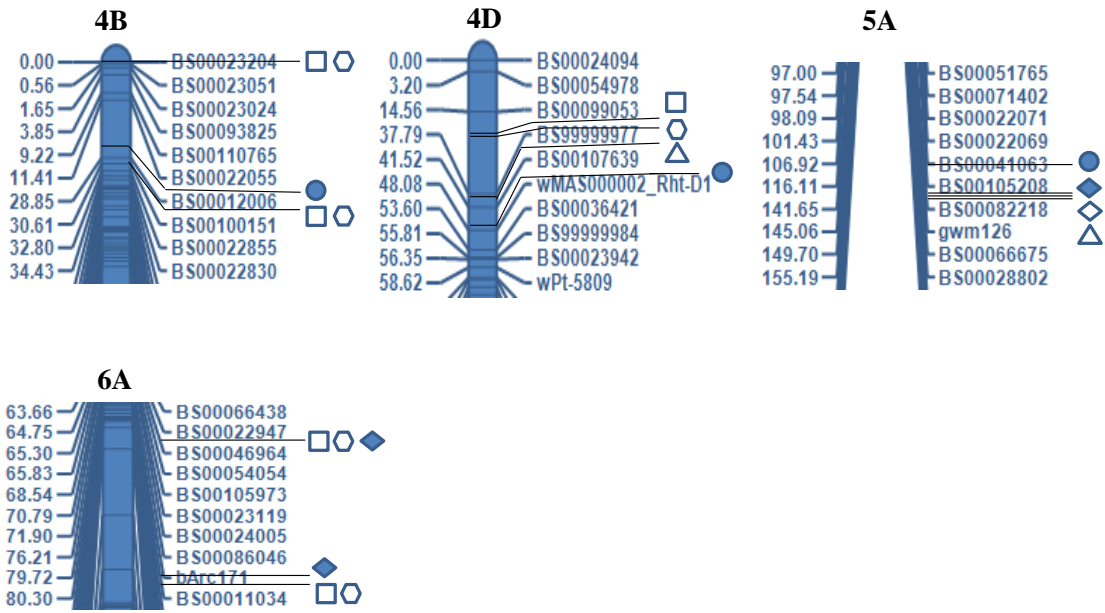 4B
0.00 BS00023204
0.56 BS00023051
1.65 BS00023024
3.85 BS00093825
9.22 BS00110765
11.41 BS00022055
28.85 BS00012006
30.61 BS00100151
32.80 BS00022855
34.43 BS00022830
4D
0.00 BS00024094
3.20 BS00054978
14.56 BS00099053
37.79 BS99999977
41.52 BS00107639
48.08 wMAS000002_Rht-D1
53.60 BS00036421
55.81 BS99999984
56.35 BS00023942
58.62 wPt-5809
5A
97.00 BS00051765
97.54 BS00071402
98.09 BS00022071
101.43 BS00022069
106.92 BS00041063
116.11 BS00105208
141.65 BS00082218
145.06 gwm126
149.70 BS00066675
155.19 BS00028802
6A
63.66 BS00066438
64.75 BS00022947
65.30 BS00046964
65.83 BS00054054
68.54 BS00105973
70.79 BS00023119
71.90 BS00024005
76.21 BS00086046
79.72 bArc171
80.30 BS00011034